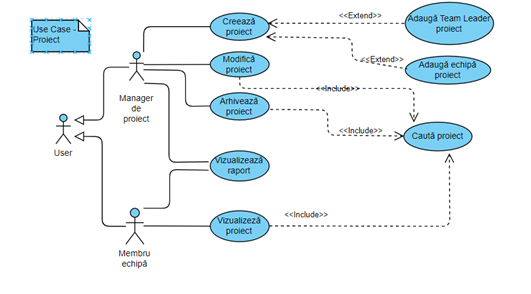 Use Case -
Proiect
Creează
proiect
<<Extend>>
Adaugă Team Leader
proiect
<<Extend>>
Adaugă echipă
proiect
Modifică
proiect
<<Include>>
Manager
de
proiect
Arhivează
proiect
<<Include>>
Caută proiect
User
Vizualizează
raport
<<Include>>
Vizualizeză
proiect
Membru
echipă